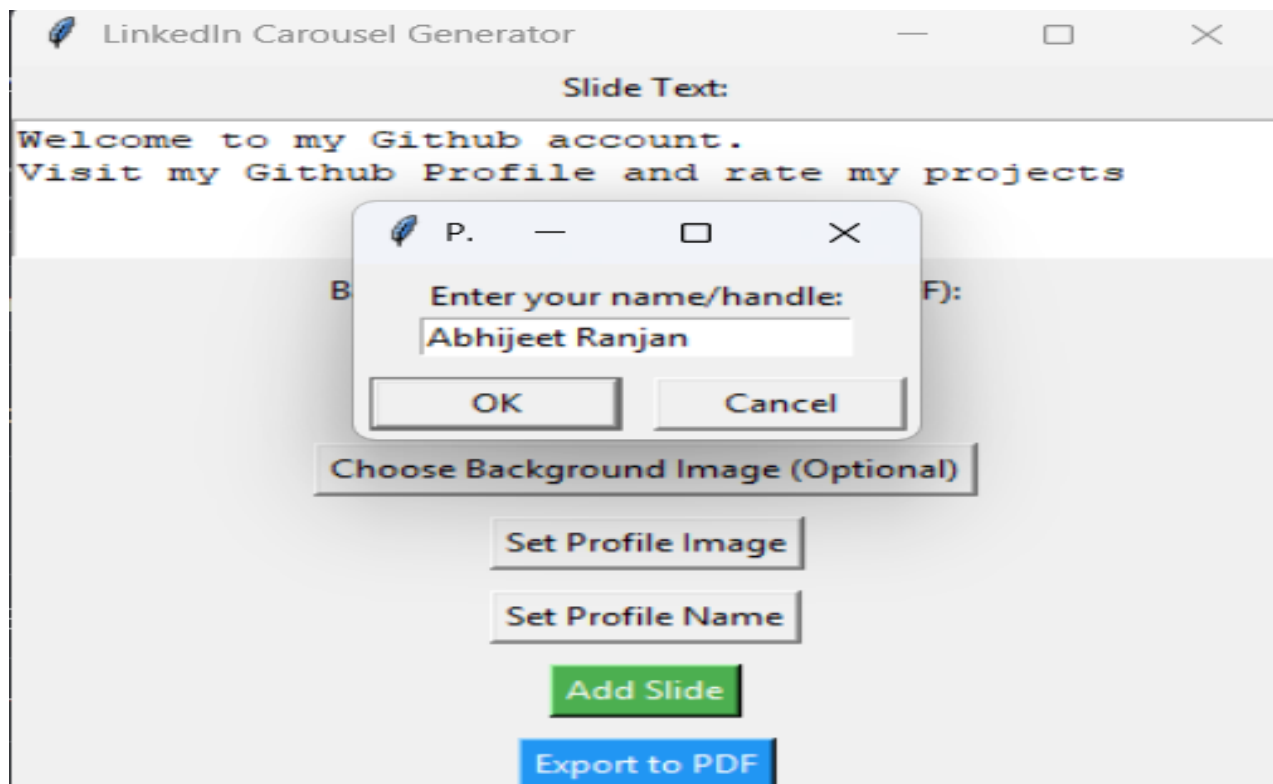 LinkedIn Carousel Generator
Slide Text:
Welcome to my Github account.
Visit my Github Profile and rate my projects
P.
Enter your name/handle:
Abhijeet Ranjan
OK
Cancel
Choose Background Image (Optional)
Set Profile Image
Set Profile Name
Add Slide
Export to PDF